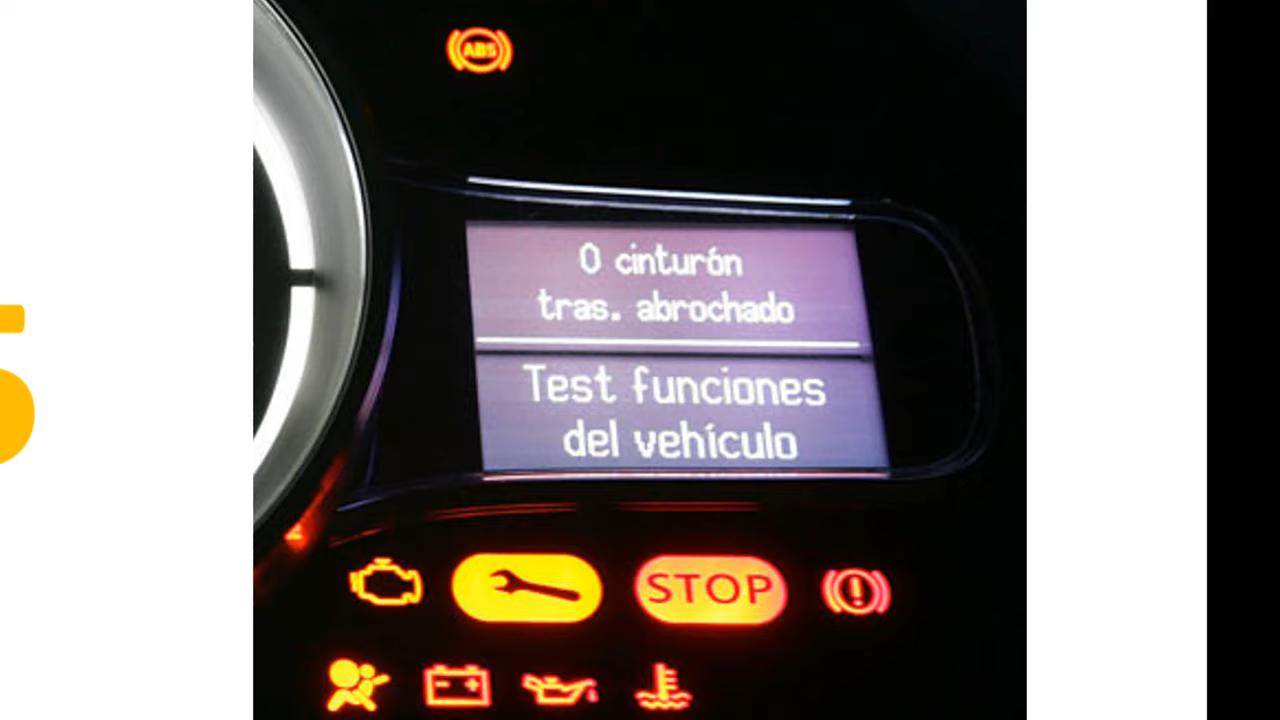 ABS
0 cinturón
tras. abrochado
Test funciones
del vehículo
STOP